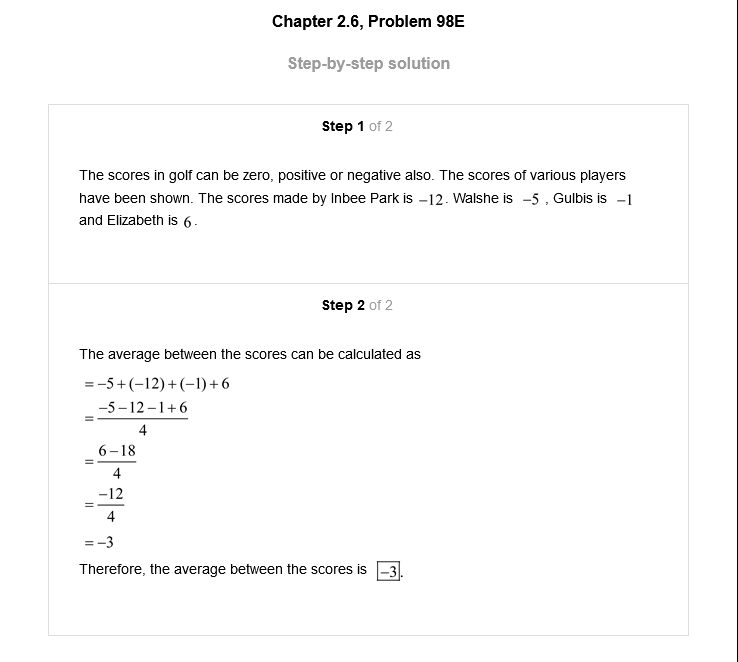 Chapter 2.6, Problem 98E
Step-by-step solution
Step 1 of 2
The scores in golf can be zero, positive or negative also. The scores of various players
have been shown. The scores made by Inbee Park is −12. Walshe is −5 , Gulbis is −1
and Elizabeth is 6.
Step 2 of 2
The average between the scores can be calculated as
=−5+(−12)+(−1)+6
=
−5−12−1+6
4
=
6−18
4
=
−12
4
=−3
Therefore, the average between the scores is −3.